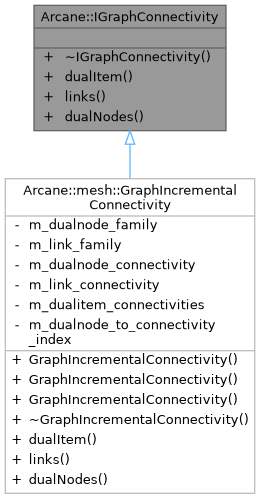 Arcane::IGraphConnectivity
+ ~IGraphConnectivity()
+ dualItem()
+ links()
+ dualNodes()
Arcane::mesh::GraphIncremental
Connectivity
- m_dualnode_family
- m_link_family
- m_dualnode_connectivity
- m_link_connectivity
- m_dualitem_connectivities
- m_dualnode_to_connectivity
_index
+ GraphIncrementalConnectivity()
+ GraphIncrementalConnectivity()
+ GraphIncrementalConnectivity()
+ ~GraphIncrementalConnectivity()
+ dualItem()
+ links()
+ dualNodes()